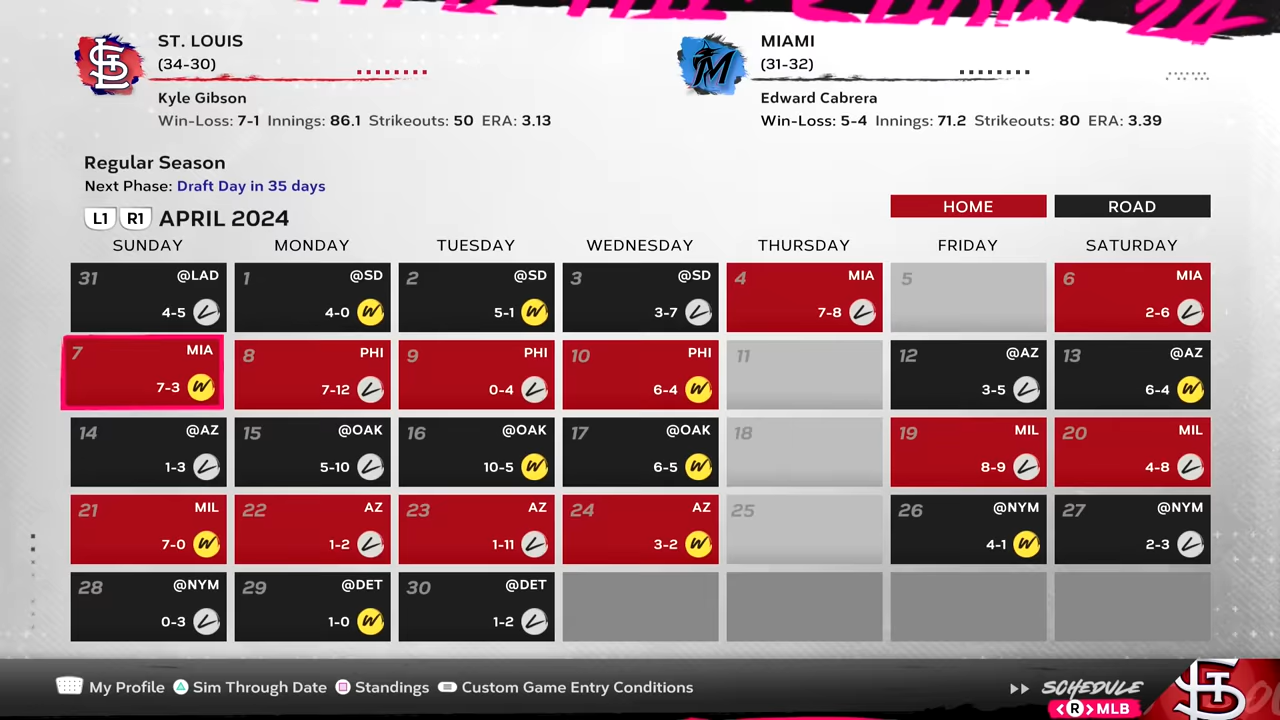 ST. LOUIS
(34-30)
Kyle Gibson
Win-Loss: 7-1 Innings: 86.1 Strikeouts: 50 ERA: 3.13
MIAMI
(31-32)
Edward Cabrera
Win-Loss: 5-4 Innings: 71.2 Strikeouts: 80 ERA: 3.39
Regular Season
Next Phase: Draft Day in 35 days
L1 R1 APRIL 2024
HOME ROAD
SUNDAY MONDAY TUESDAY WEDNESDAY THURSDAY FRIDAY SATURDAY
31 @LAD 1 @SD 2 @SD 3 @SD 4 MIA 5 6 MIA
4-5 L 4-0 W 5-1 W 3-7 L 7-8 L 2-6 L
7 MIA 8 PHI 9 PHI 10 PHI 11 12 @AZ 13 @AZ
7-3 W 7-12 L 0-4 L 6-4 W 3-5 L 6-4 W
14 @AZ 15 @OAK 16 @OAK 17 @OAK 18 19 MIL 20 MIL
1-3 L 5-10 L 10-5 W 6-5 W 8-9 L 4-8 L
21 MIL 22 AZ 23 AZ 24 AZ 25 26 @NYM 27 @NYM
7-0 W 1-2 L 1-11 L 3-2 W 4-1 W 2-3 L
28 @NYM 29 @DET 30 @DET
0-3 L 1-0 W 1-2 L
My Profile Sim Through Date Standings Custom Game Entry Conditions
SCHEDULE
R MLB